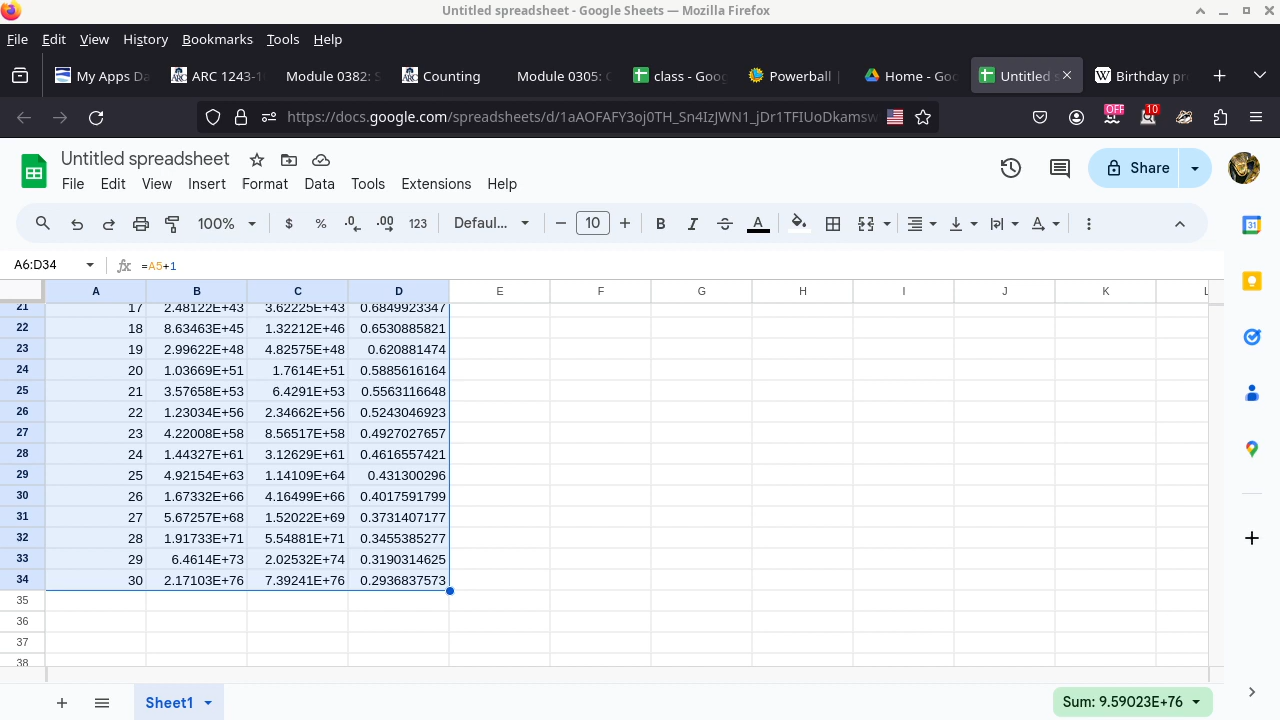 Untitled spreadsheet - Google Sheets — Mozilla Firefox
File Edit View History Bookmarks Tools Help
My Apps Da ARC 1243-1 Module 0382: S Counting Module 0305: C class - Goog Powerball | Home - Goo Untitled s Birthday pr
https://docs.google.com/spreadsheets/d/1aAOFAFY3oj0TH_Sn4IzJWN1_jDr1TFIUoDkamsw OFF 10
Untitled spreadsheet
Share
File Edit View Insert Format Data Tools Extensions Help
100% $ % .0 .00 123 Defaul... 10 B I S A
A6:D34 fx =A5+1
A B C D E F G H I J K L
21 17 2.48122E+43 3.62225E+43 0.6849923347
22 18 8.63463E+45 1.32212E+46 0.6530885821
23 19 2.99622E+48 4.82575E+48 0.620881474
24 20 1.03669E+51 1.7614E+51 0.5885616164
25 21 3.57658E+53 6.4291E+53 0.5563116648
26 22 1.23034E+56 2.34662E+56 0.5243046923
27 23 4.22008E+58 8.56517E+58 0.4927027657
28 24 1.44327E+61 3.12629E+61 0.4616557421
29 25 4.92154E+63 1.14109E+64 0.431300296
30 26 1.67332E+66 4.16499E+66 0.4017591799
31 27 5.67257E+68 1.52022E+69 0.3731407177
32 28 1.91733E+71 5.54881E+71 0.3455385277
33 29 6.4614E+73 2.02532E+74 0.3190314625
34 30 2.17103E+76 7.39241E+76 0.2936837573
35
36
37
38
Sheet1 Sum: 9.59023E+76